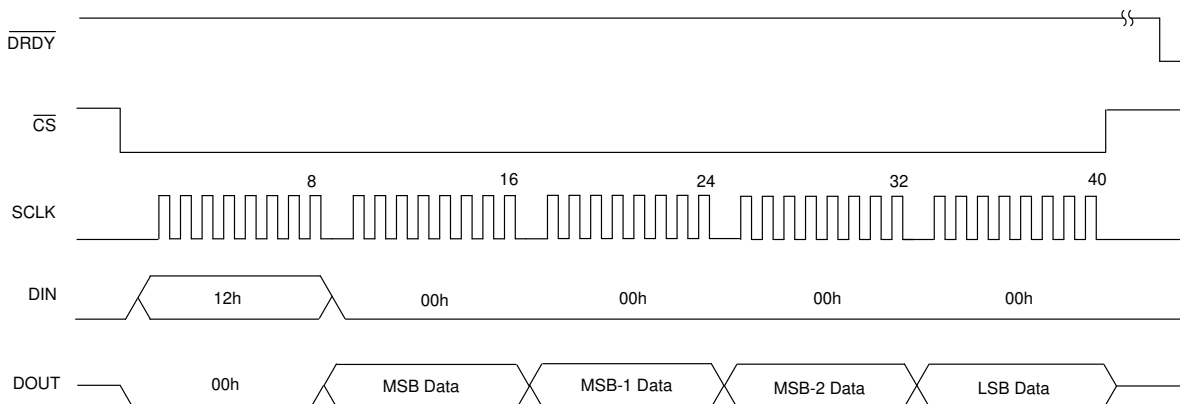 DRDY
CS
8 16 24 32 40
SCLK
DIN 12h 00h 00h 00h 00h
DOUT 00h MSB Data MSB-1 Data MSB-2 Data LSB Data